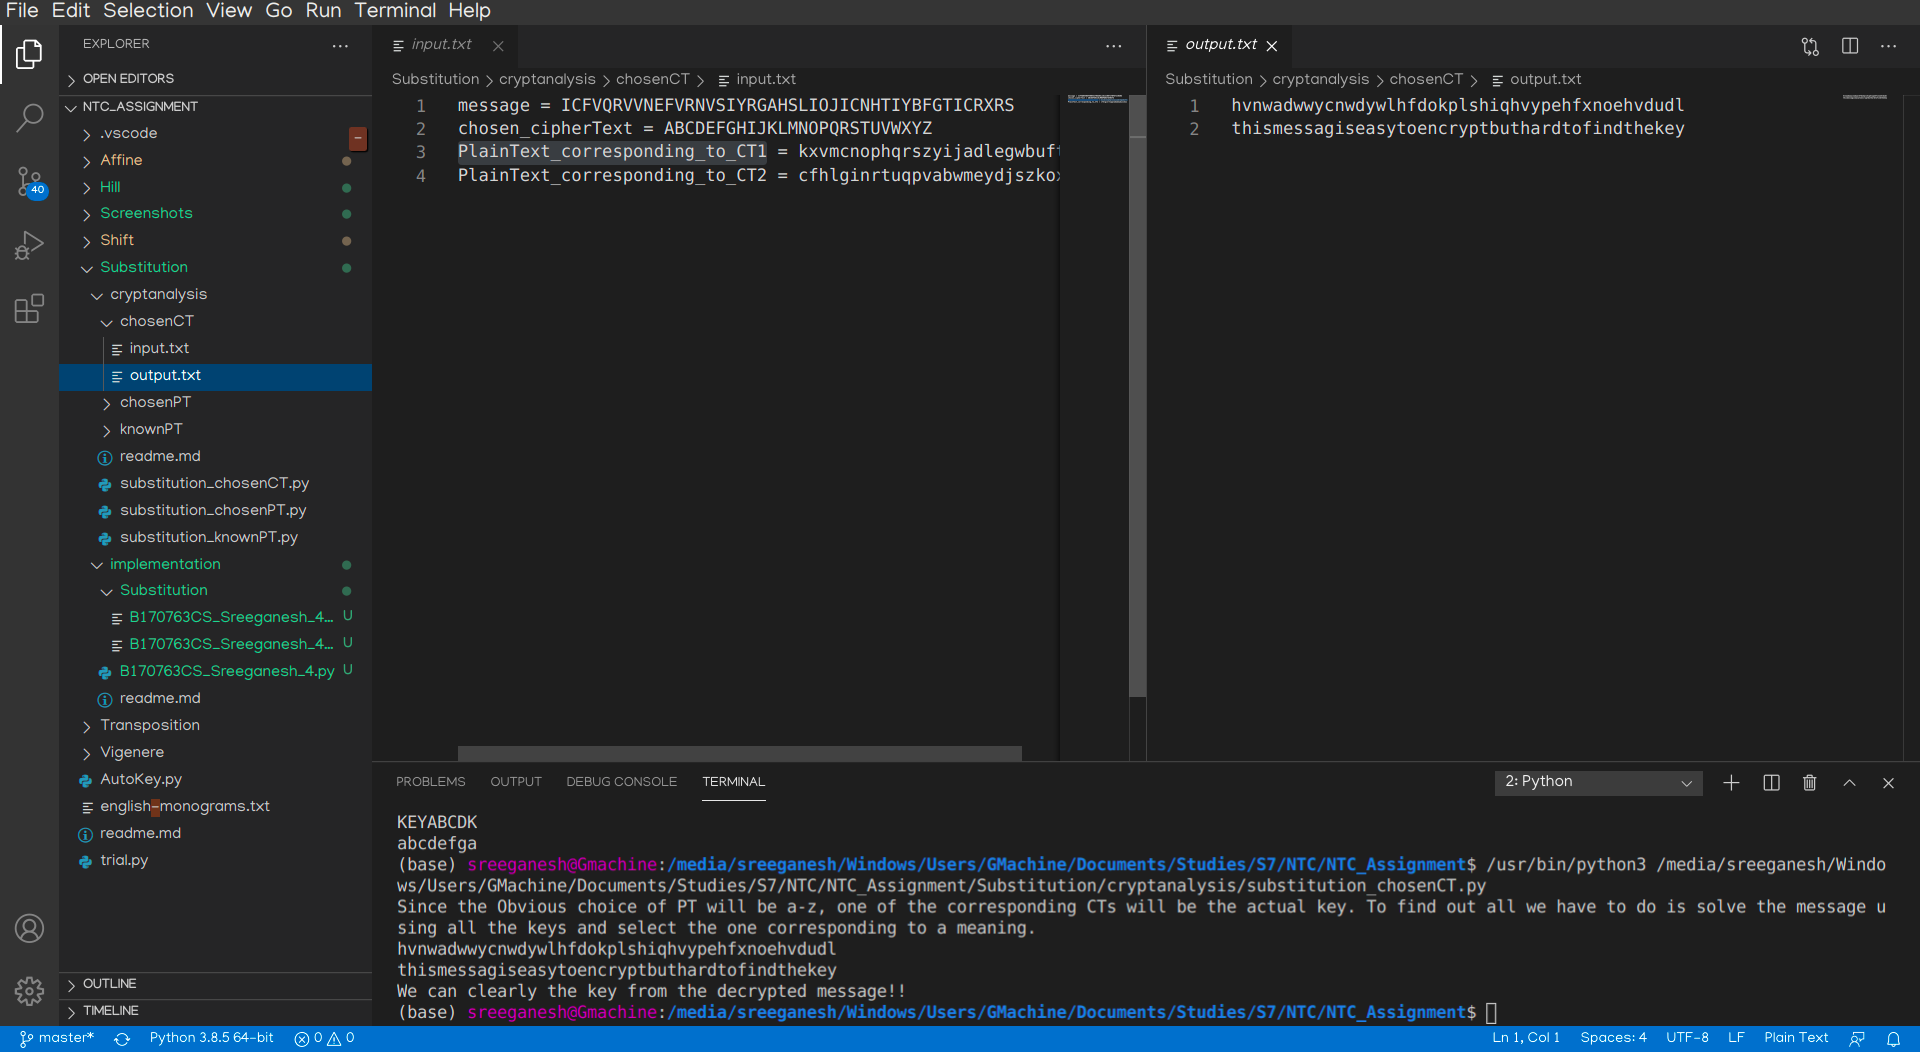 File Edit Selection View Go Run Terminal Help
EXPLORER
OPEN EDITORS
NTC_ASSIGNMENT
.vscode
Affine
Hill
Screenshots
Shift
Substitution
cryptanalysis
chosenCT
input.txt
output.txt
chosenPT
knownPT
readme.md
substitution_chosenCT.py
substitution_chosenPT.py
substitution_knownPT.py
implementation
Substitution
B170763CS_Sreeganesh_4... U
B170763CS_Sreeganesh_4... U
B170763CS_Sreeganesh_4.py U
readme.md
Transposition
Vigenere
AutoKey.py
english-monograms.txt
readme.md
trial.py
OUTLINE
TIMELINE
40
input.txt
Substitution > cryptanalysis > chosenCT > input.txt
1 message = ICFVQRVVNEFVRNVSIYRGAHSLIOJICNHTIYBFGTICRXRS
2 chosen_cipherText = ABCDEFGHIJKLMNOPQRSTUVWXYZ
3 PlainText_corresponding_to_CT1 = kxvmcnophqrszyijadlegwbuft
4 PlainText_corresponding_to_CT2 = cfhlginrtuqpvabwmeydjszkox
output.txt
Substitution > cryptanalysis > chosenCT > output.txt
1 hvnwadwwycnwdywlhfdokplshiqhvypehfxnoehvdudl
2 thismessagiseasytoencryptbuthardtofindthekey
PROBLEMS OUTPUT DEBUG CONSOLE TERMINAL
2: Python
KEYABCDK
abcdefga
(base) sreeganesh@Gmachine:/media/sreeganesh/Windows/Users/GMachine/Documents/Studies/S7/NTC/NTC_Assignment$ /usr/bin/python3 /media/sreeganesh/Windo
ws/Users/GMachine/Documents/Studies/S7/NTC/NTC_Assignment/Substitution/cryptanalysis/substitution_chosenCT.py
Since the Obvious choice of PT will be a-z, one of the corresponding CTs will be the actual key. To find out all we have to do is solve the message u
sing all the keys and select the one corresponding to a meaning.
hvnwadwwycnwdywlhfdokplshiqhvypehfxnoehvdudl
thismessagiseasytoencryptbuthardtofindthekey
We can clearly the key from the decrypted message!!
(base) sreeganesh@Gmachine:/media/sreeganesh/Windows/Users/GMachine/Documents/Studies/S7/NTC/NTC_Assignment$
master* Python 3.8.5 64-bit 0 0 Ln 1, Col 1 Spaces: 4 UTF-8 LF Plain Text